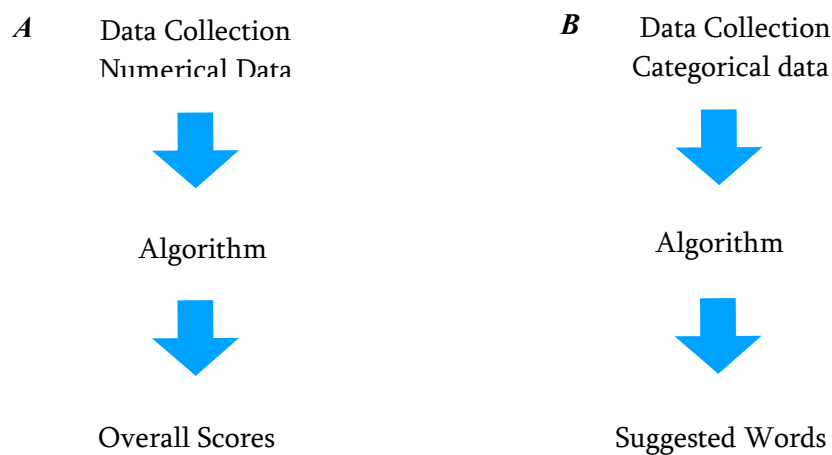 A
Data Collection
Numerical Data
Algorithm
Overall Scores
B
Data Collection
Categorical data
Algorithm
Suggested Words